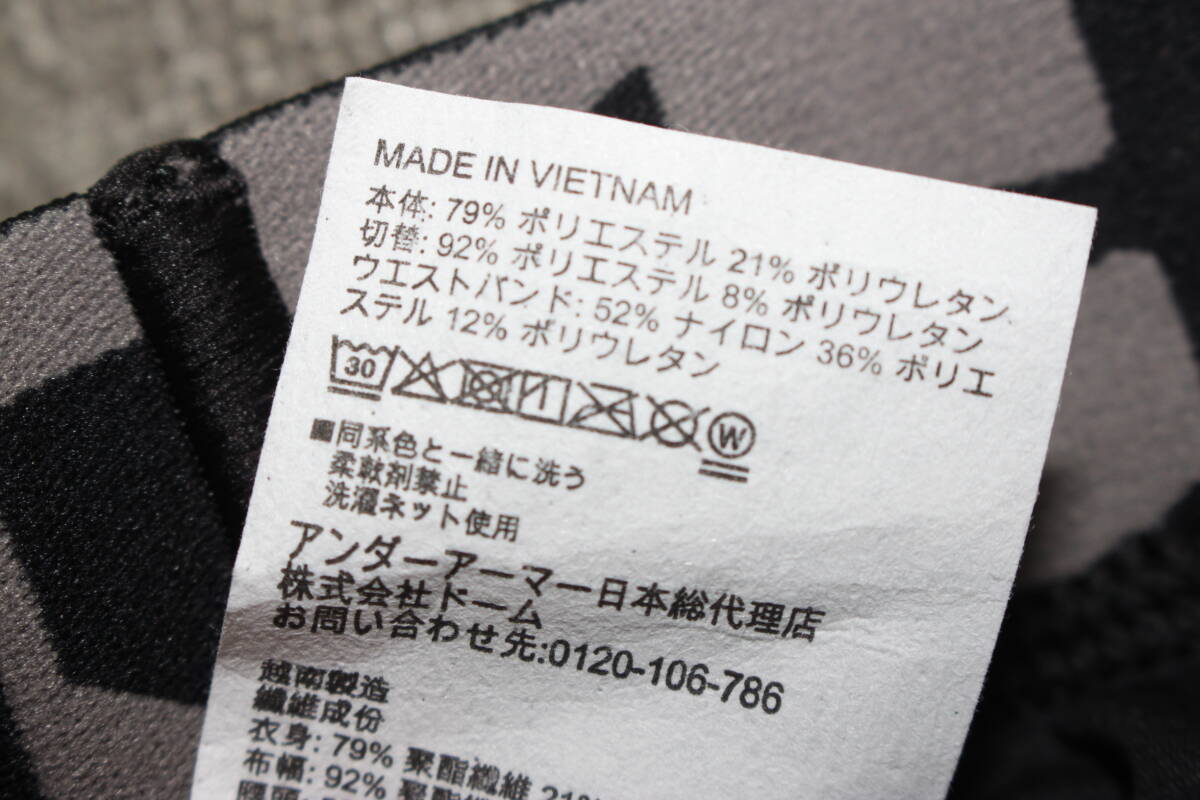 MADE IN VIETNAM
本体: 79% ポリエステル 21% ポリウレタン
切替: 92% ポリエステル 8% ポリウレタン
ウエストバンド: 52% ナイロン 36% ポリエ
ステル 12% ポリウレタン
30 W
■同系色と一緒に洗う
柔軟剤禁止
洗濯ネット使用
アンダーアーマー日本総代理店
株式会社ドーム
お問い合わせ先:0120-106-786
越南製造
纖維成份
衣身: 79% 聚酯纖維 21%
布幅: 92% 聚酯纖
腰頭: